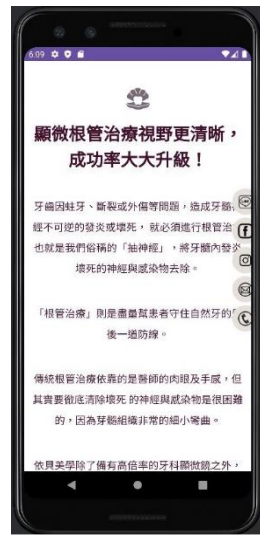 6:09
顯微根管治療視野更清晰，
成功率大大升級！
牙齒因蛀牙、斷裂或外傷等問題，造成牙髓
經不可逆的發炎或壞死，就必須進行根管治
也就是我們俗稱的「抽神經」，將牙髓內發炎
壞死的神經與感染物去除。
「根管治療」則是盡量幫患者守住自然牙的
後一道防線。
傳統根管治療依靠的是醫師的肉眼及手感，但
其實要徹底清除壞死 的神經與感染物是很困難
的，因為牙髓組織非常的細小彎曲。
依貝美學除了備有高倍率的牙科顯微鏡之外，